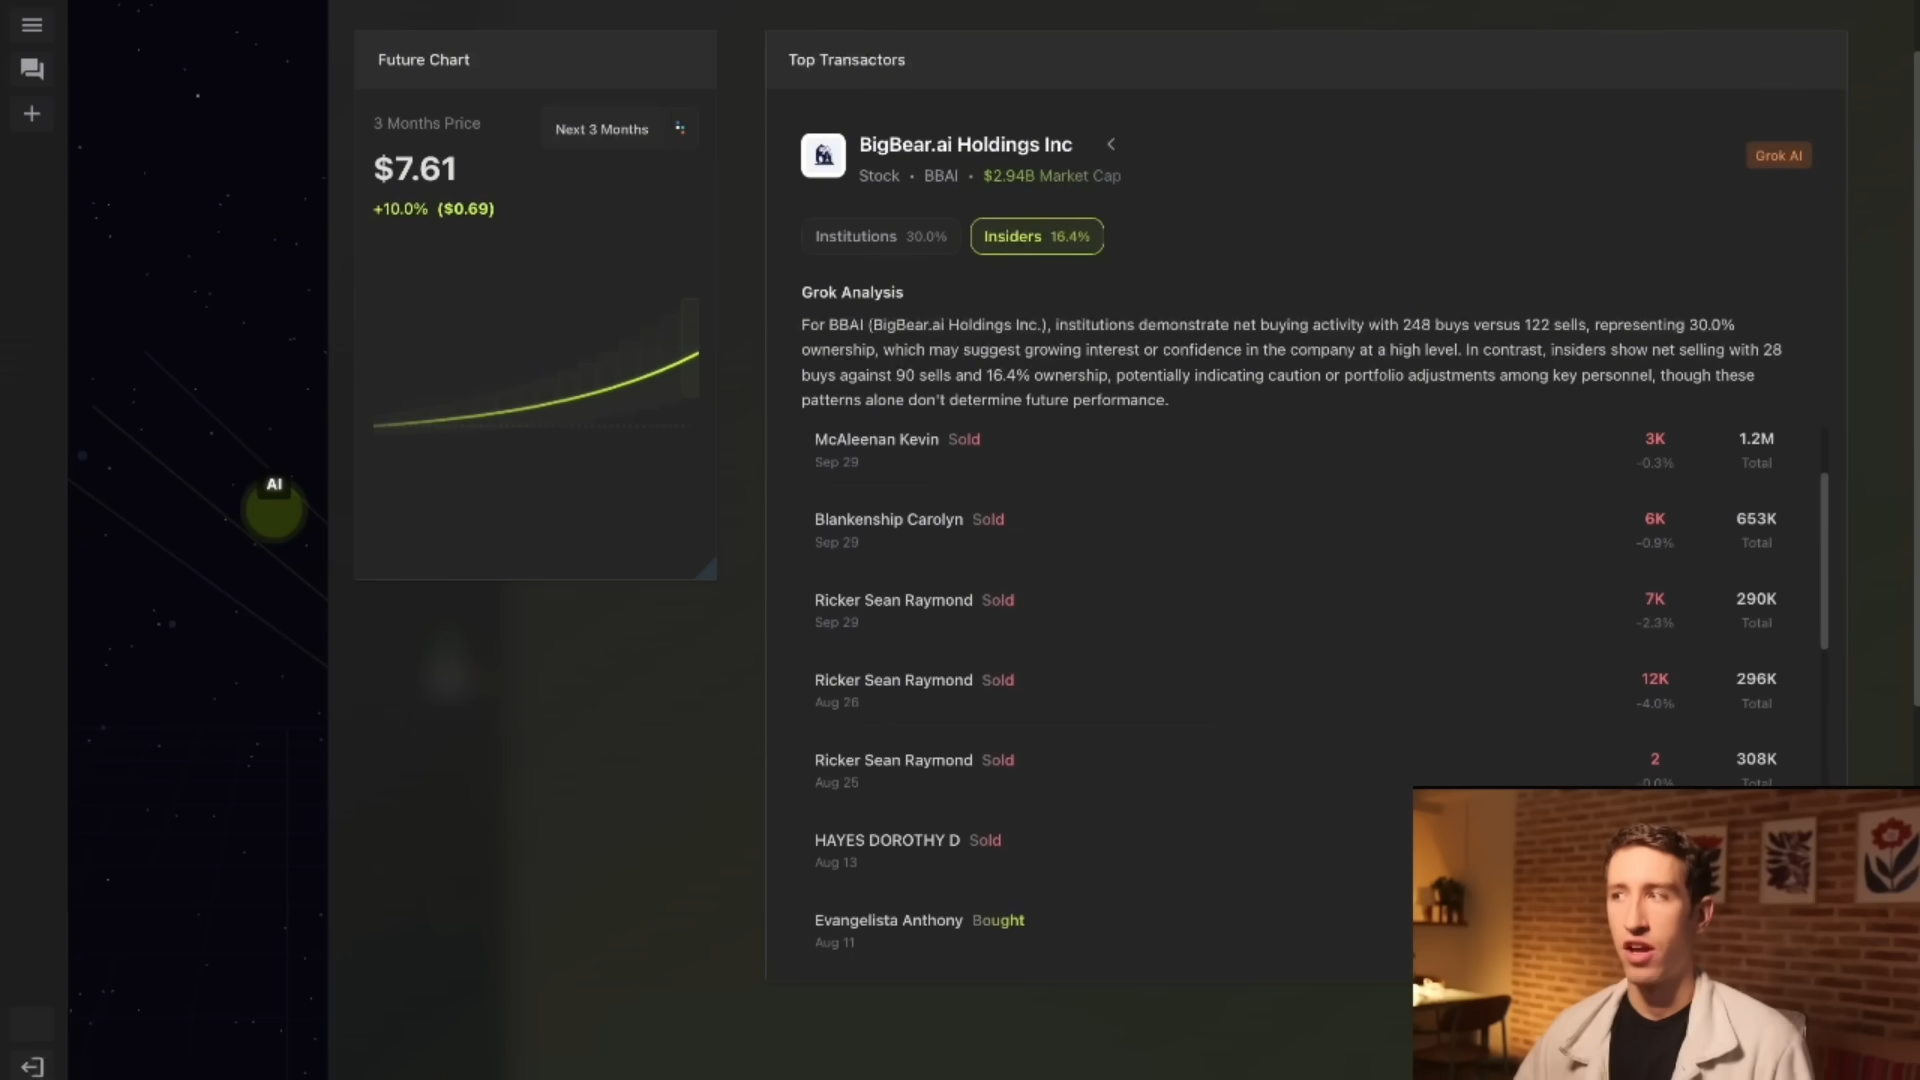 Future Chart
3 Months Price
Next 3 Months
$7.61
+10.0% ($0.69)
AI
Top Transactors
BigBear.ai Holdings Inc
Stock • BBAI • $2.94B Market Cap
Grok AI
Institutions 30.0%
Insiders 16.4%
Grok Analysis
For BBAI (BigBear.ai Holdings Inc.), institutions demonstrate net buying activity with 248 buys versus 122 sells, representing 30.0%
ownership, which may suggest growing interest or confidence in the company at a high level. In contrast, insiders show net selling with 28
buys against 90 sells and 16.4% ownership, potentially indicating caution or portfolio adjustments among key personnel, though these
patterns alone don't determine future performance.
McAleenan Kevin Sold 3K 1.2M
Sep 29 -0.3% Total
Blankenship Carolyn Sold 6K 653K
Sep 29 -0.9% Total
Ricker Sean Raymond Sold 7K 290K
Sep 29 -2.3% Total
Ricker Sean Raymond Sold 12K 296K
Aug 26 -4.0% Total
Ricker Sean Raymond Sold 2 308K
Aug 25 -0.0% Total
HAYES DOROTHY D Sold
Aug 13
Evangelista Anthony Bought
Aug 11